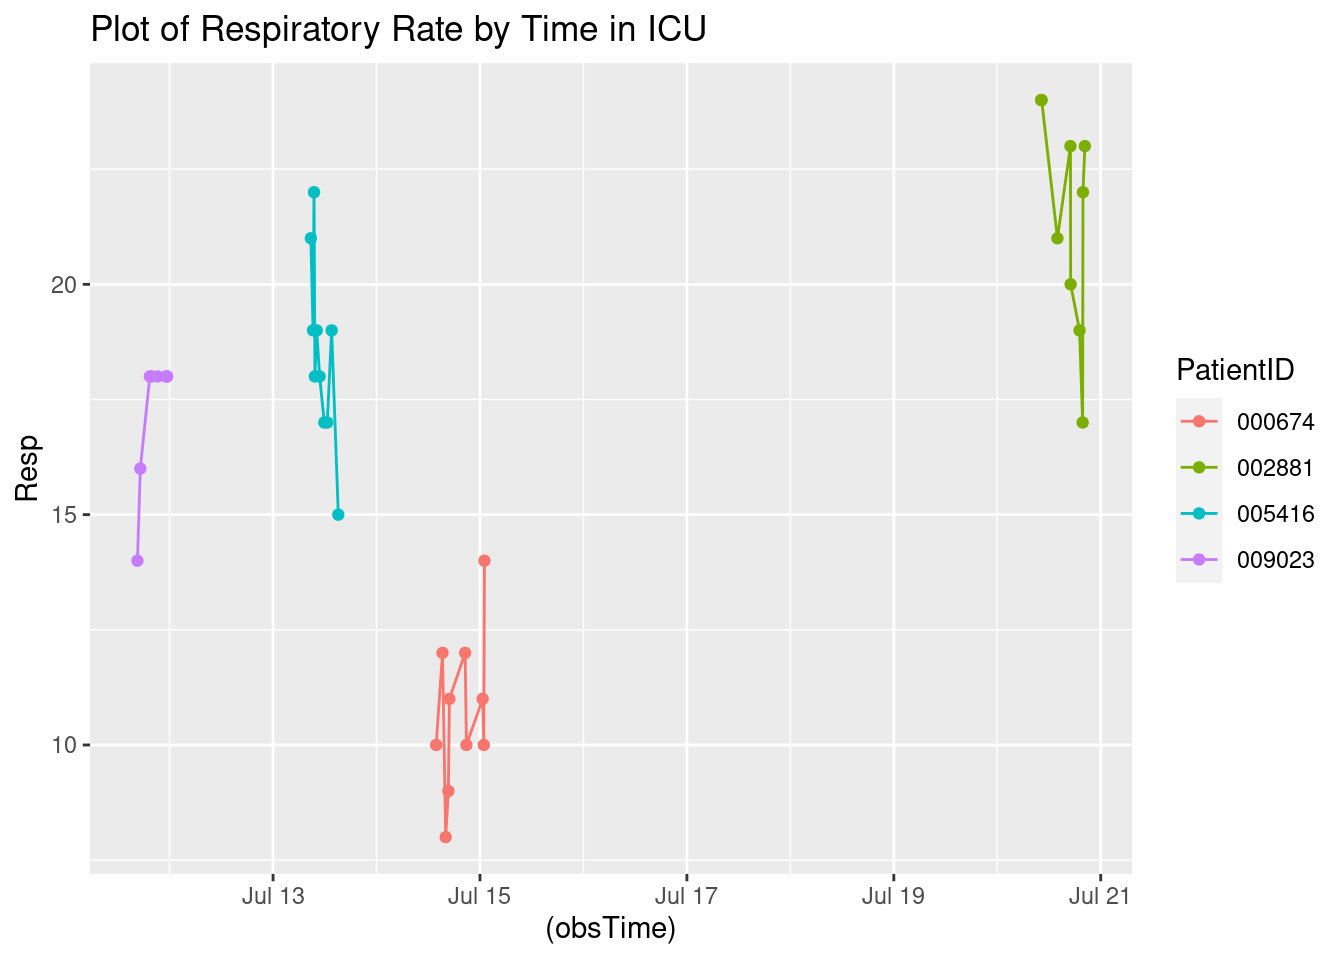 Plot of Respiratory Rate by Time in ICU
Resp
20
15
10
Jul 13
Jul 15
Jul 17
Jul 19
Jul 21
(obsTime)
PatientID
000674
002881
005416
009023